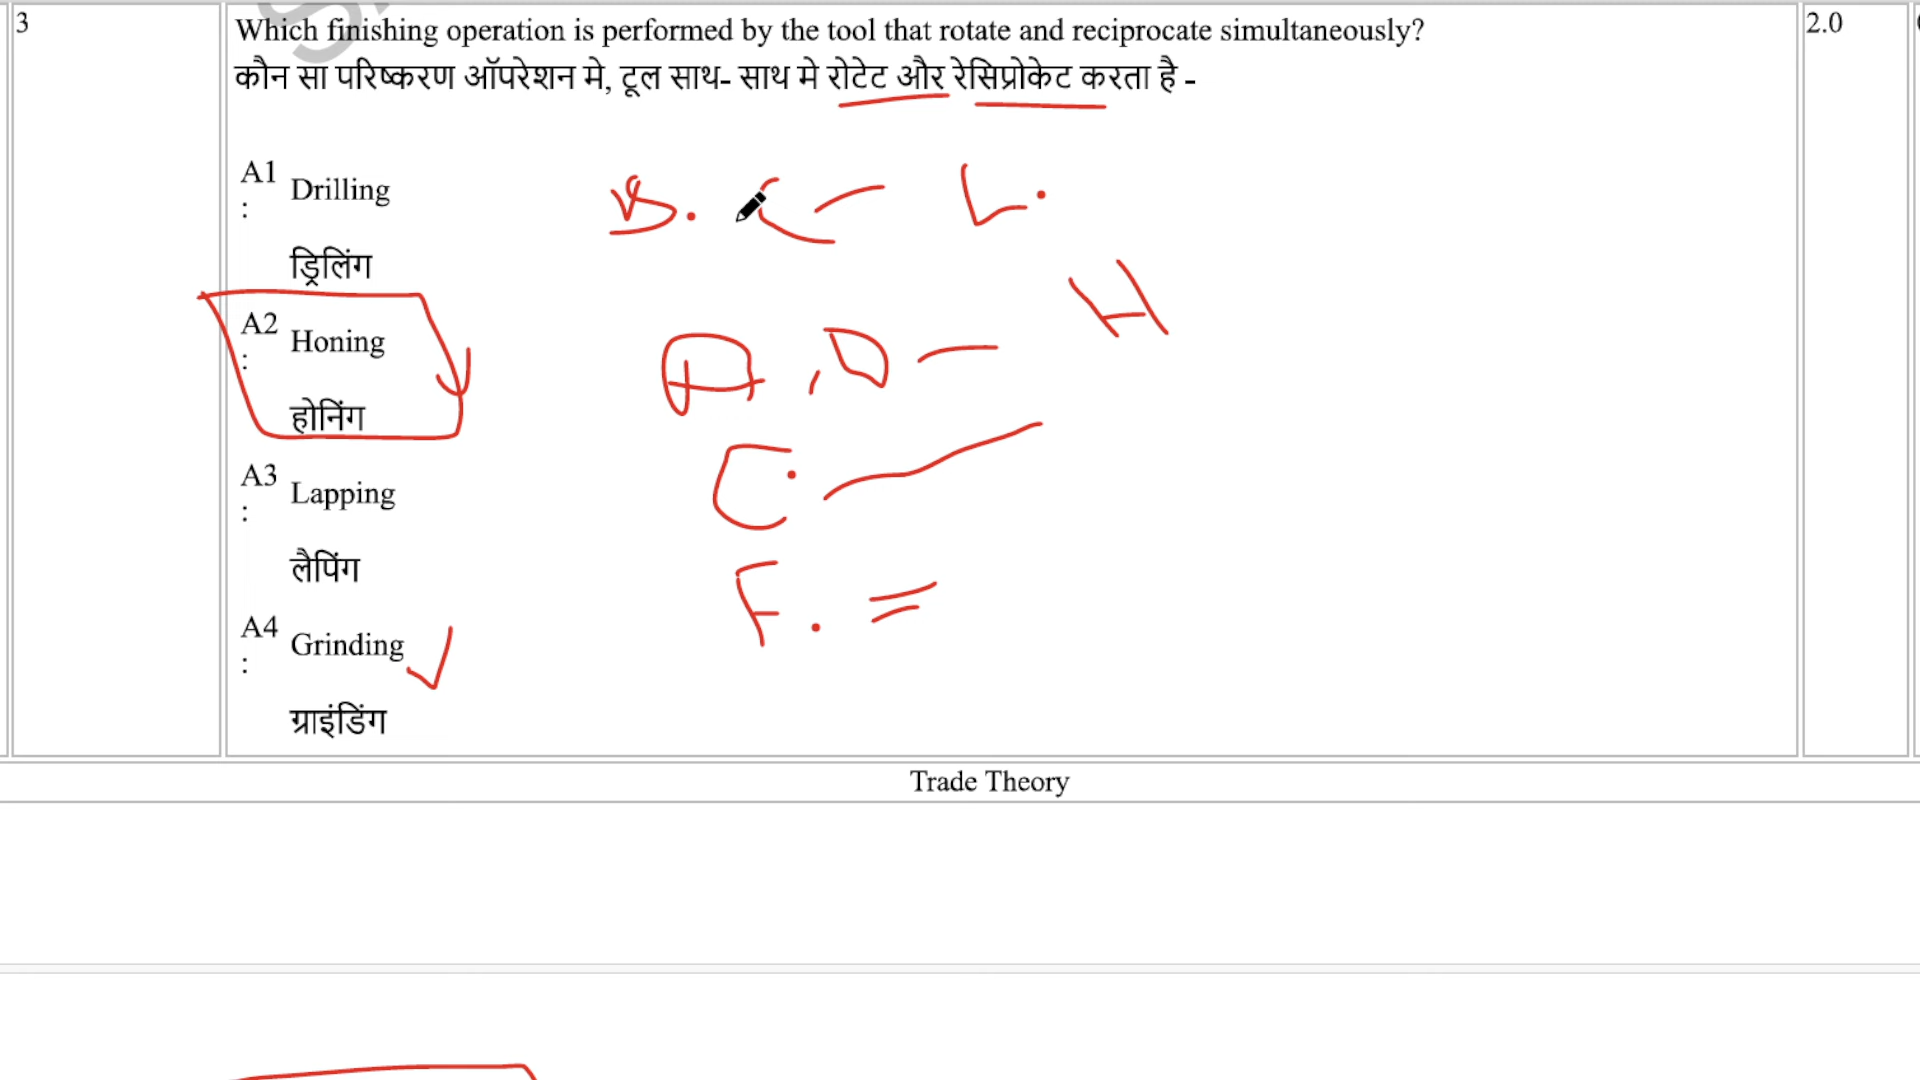 3
Which finishing operation is performed by the tool that rotate and reciprocate simultaneously?
2.0
कौन सा परिष्करण ऑपरेशन मे, टूल साथ- साथ मे रोटेट और रेसिप्रोकेट करता है -
A1
:
Drilling
ड्रिलिंग
A2
:
Honing
होनिंग
A3
:
Lapping
लैपिंग
A4
:
Grinding
ग्राइंडिंग
L.
H
C.
F. =
Trade Theory